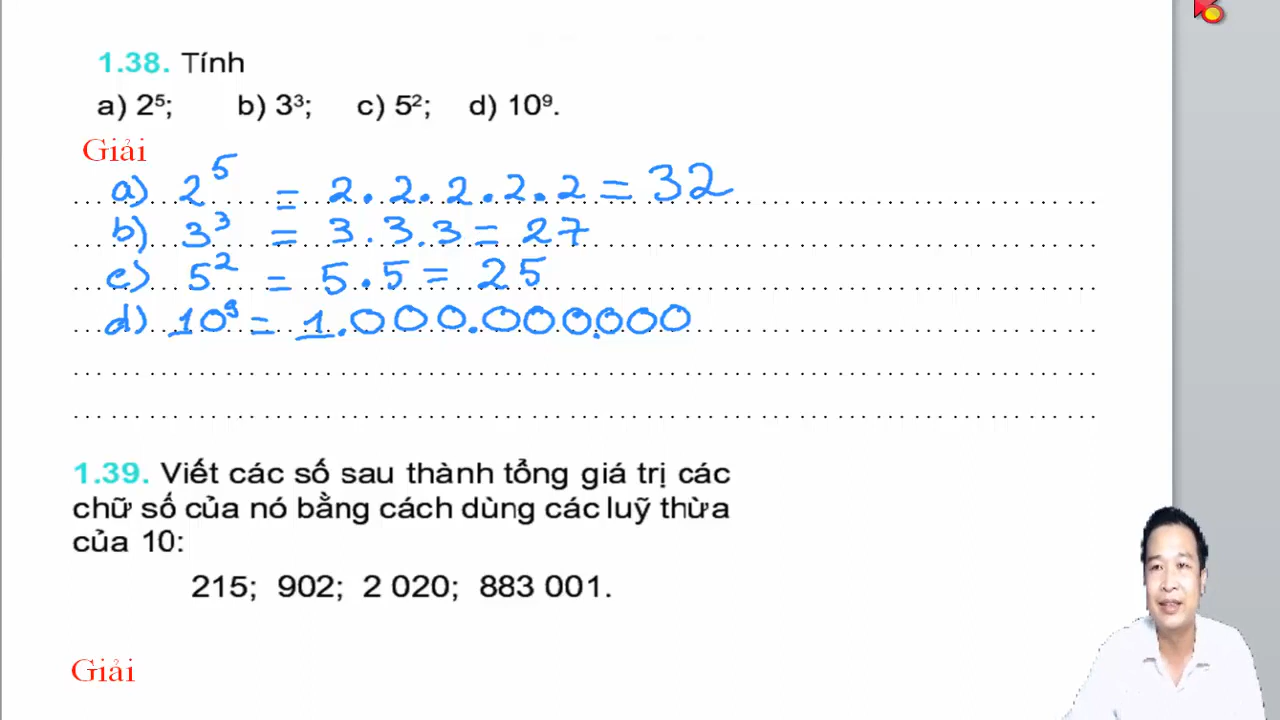 1.38. Tính
a) 2⁵; b) 3³; c) 5²; d) 10⁹.
Giải
a) 2⁵ = 2.2.2.2.2 = 32
b) 3³ = 3.3.3 = 27
c) 5² = 5.5 = 25
d) 10⁹ = 1.000.000.000
1.39. Viết các số sau thành tổng giá trị các
chữ số của nó bằng cách dùng các luỹ thừa
của 10:
215; 902; 2 020; 883 001.
Giải